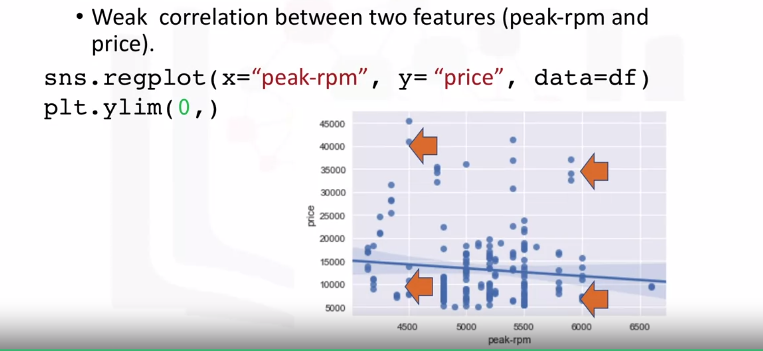 • Weak correlation between two features (peak-rpm and
price).
sns.regplot(x=“peak-rpm”, y= “price”, data=df)
plt.ylim(0,)
45000
40000
35000
30000
25000
20000
15000
10000
5000
price
4500 5000 5500 6000 6500
peak-rpm